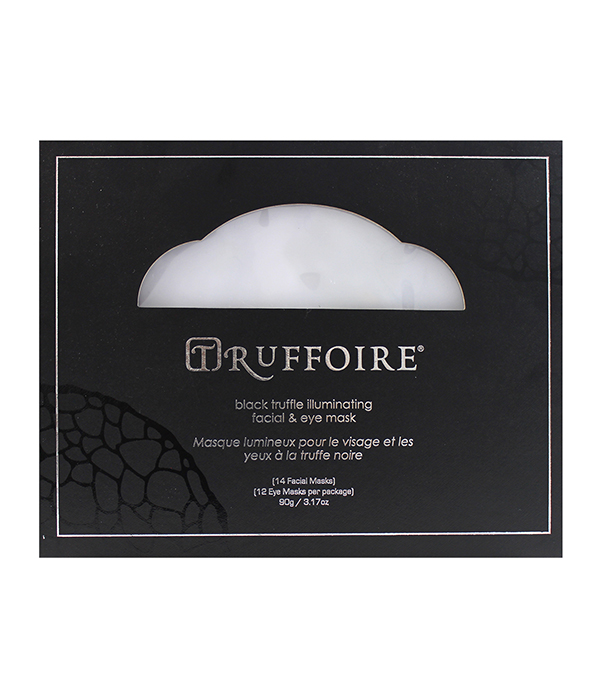 TRUFFOIRE®
black truffle illuminating
facial & eye mask
Masque lumineux pour le visage et les
yeux à la truffe noire
(14 Facial Masks)
(12 Eye Masks per package)
90g / 3.17oz